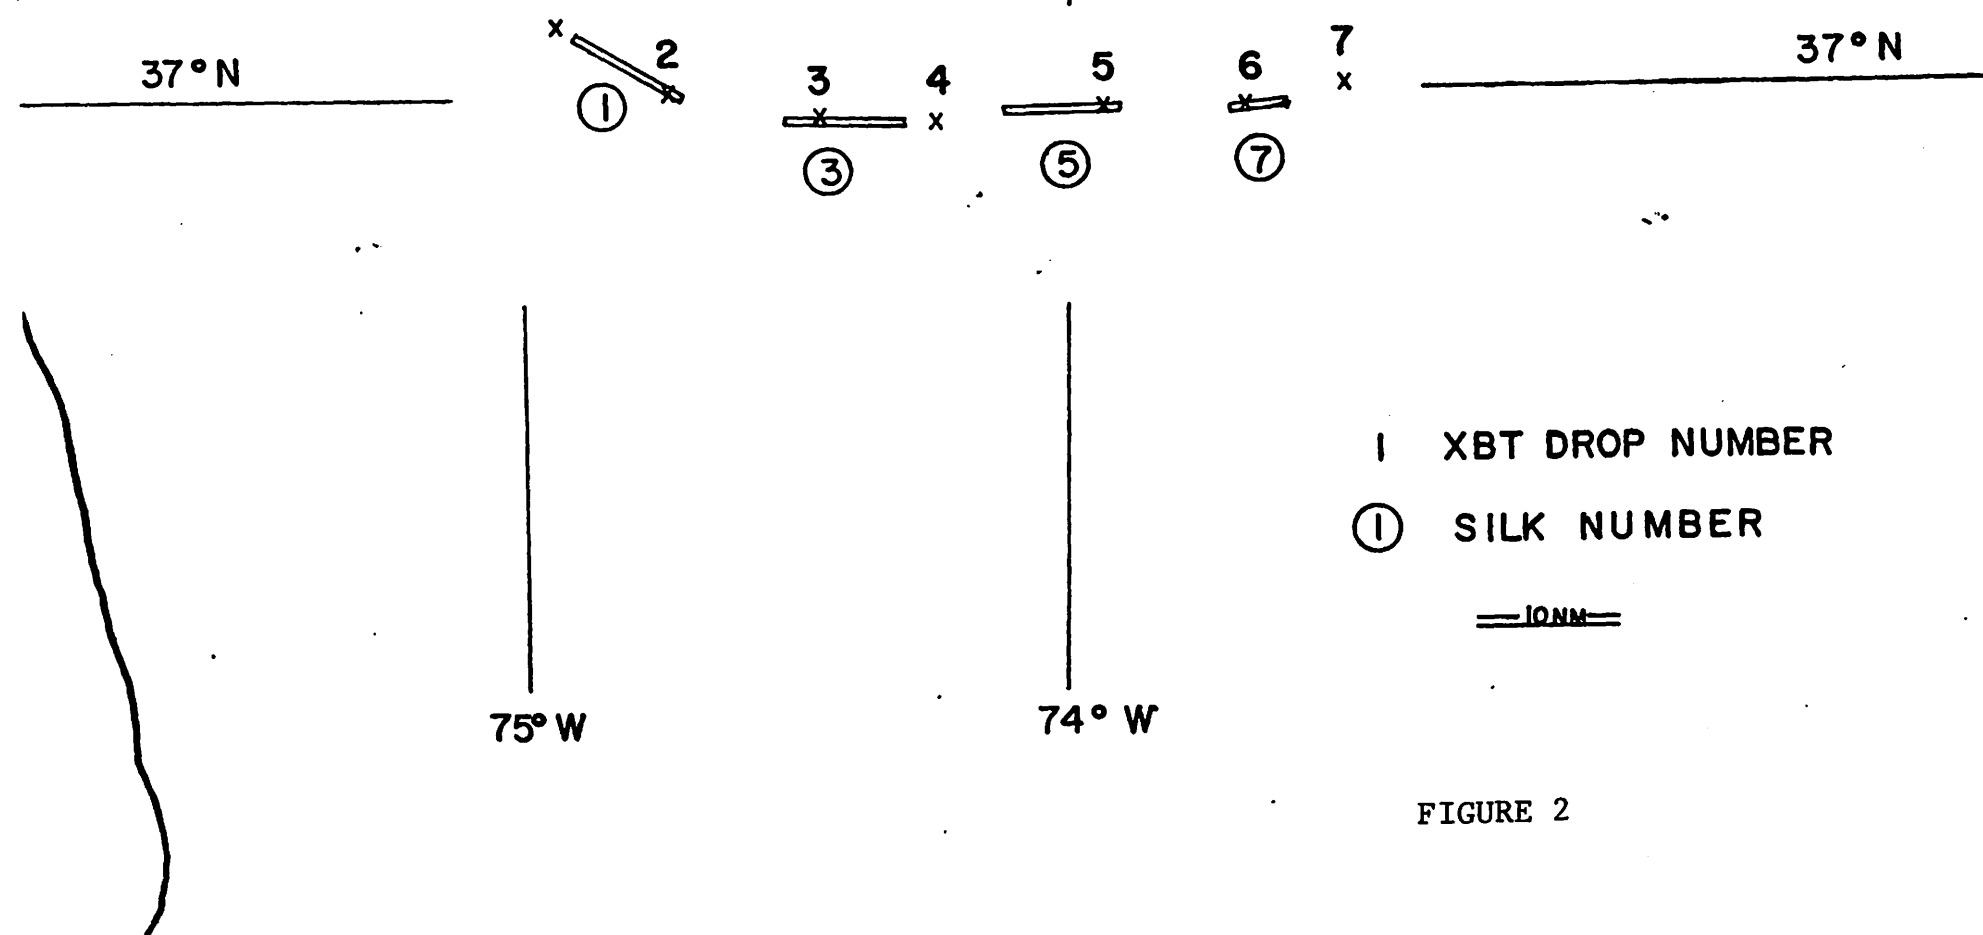 37°N
2
3
4
5
6
7
37°N
①
③
⑤
⑦
1 XBT DROP NUMBER
① SILK NUMBER
10NM
75°W
74° W
FIGURE 2